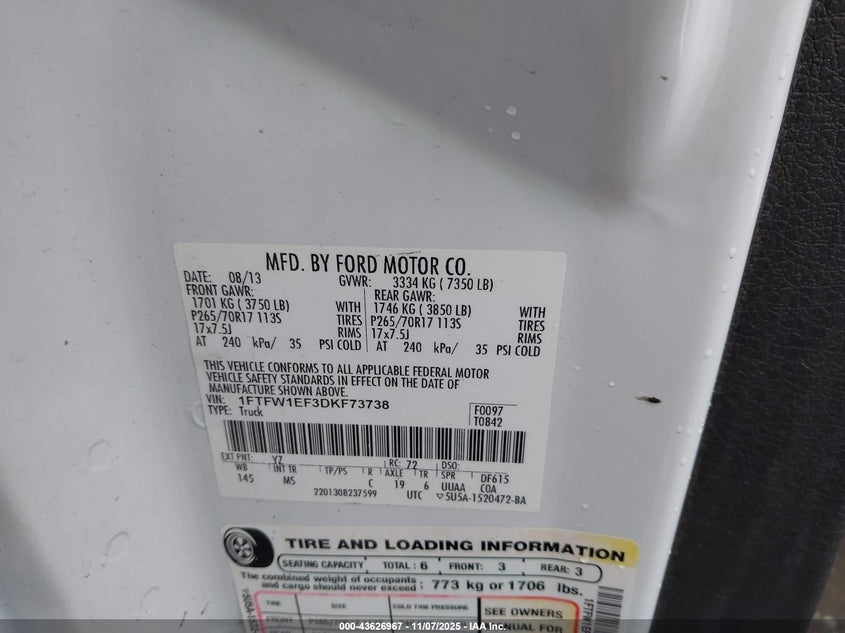 MFD. BY FORD MOTOR CO.
DATE: 08/13 GVWR: 3334 KG ( 7350 LB)
FRONT GAWR: REAR GAWR:
1701 KG ( 3750 LB) WITH 1746 KG ( 3850 LB) WITH
P265/70R17 113S TIRES P265/70R17 113S TIRES
17x7.5J RIMS 17x7.5J RIMS
AT 240 kPa/ 35 PSI COLD AT 240 kPa/ 35 PSI COLD
THIS VEHICLE CONFORMS TO ALL APPLICABLE FEDERAL MOTOR
VEHICLE SAFETY STANDARDS IN EFFECT ON THE DATE OF
MANUFACTURE SHOWN ABOVE.
VIN: 1FTFW1EF3DKF73738 F0097
TYPE: Truck T0842
EXT PNT: YZ RC: 72 DSO:
WB INT TR TP/PS R AXLE TR SPR DF615
145 MS C 19 6 UUAA COA
2201308237599 UTC ▽5U5A-1520472-BA
TIRE AND LOADING INFORMATION
SEATING CAPACITY TOTAL : 6 FRONT: 3 REAR: 3
The combined weight of occupants and cargo should never exceed : 773 kg or 1706 lbs.
TIRE SIZE COLD TIRE PRESSURE SEE OWNERS
FRONT MANUAL FOR
000-43626967 - 11/07/2025 - IAA Inc.